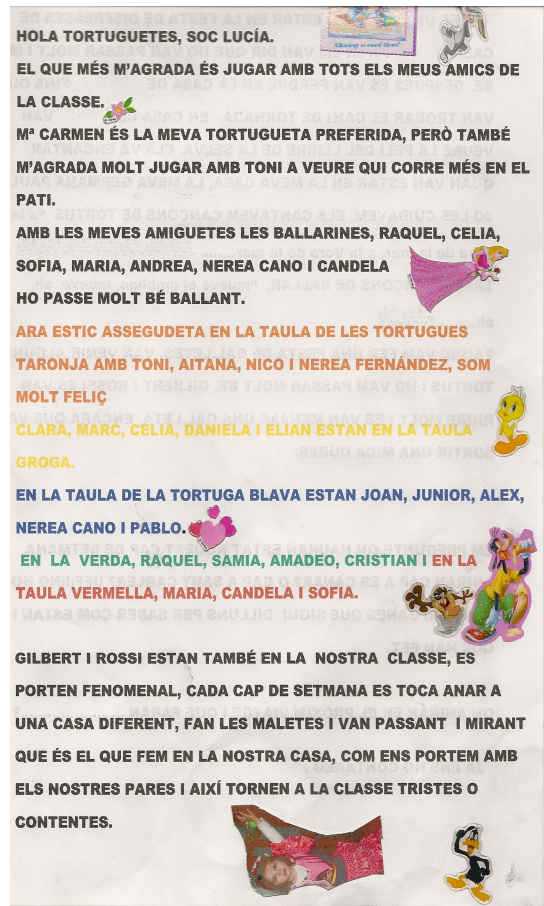 HOLA TORTUGUETES, SOC LUCÍA.
EL QUE MÉS M'AGRADA ÉS JUGAR AMB TOTS ELS MEUS AMICS DE
LA CLASSE.
Mª CARMEN ÉS LA MEVA TORTUGUETA PREFERIDA, PERÒ TAMBÉ
M'AGRADA MOLT JUGAR AMB TONI A VEURE QUI CORRE MÉS EN EL
PATI.
AMB LES MEVES AMIGUETES LES BALLARINES, RAQUEL, CELIA,
SOFIA, MARIA, ANDREA, NEREA CANO I CANDELA
HO PASSE MOLT BÉ BALLANT.
ARA ESTIC ASSEGUDETA EN LA TAULA DE LES TORTUGUES
TARONJA AMB TONI, AITANA, NICO I NEREA FERNÁNDEZ, SOM
MOLT FELIÇ
CLARA, MARC, CELIA, DANIELA I ELIAN ESTAN EN LA TAULA
GROGA.
EN LA TAULA DE LA TORTUGA BLAVA ESTAN JOAN, JUNIOR, ALEX,
NEREA CANO I PABLO.
EN LA VERDA, RAQUEL, SAMIA, AMADEO, CRISTIAN I EN LA
TAULA VERMELLA, MARIA, CANDELA I SOFIA.
GILBERT I ROSSI ESTAN TAMBÉ EN LA NOSTRA CLASSE, ES
PORTEN FENOMENAL, CADA CAP DE SETMANA ES TOCA ANAR A
UNA CASA DIFERENT, FAN LES MALETES I VAN PASSANT I MIRANT
QUE ÉS EL QUE FEM EN LA NOSTRA CASA, COM ENS PORTEM AMB
ELS NOSTRES PARES I AIXÍ TORNEN A LA CLASSE TRISTES O
CONTENTES.